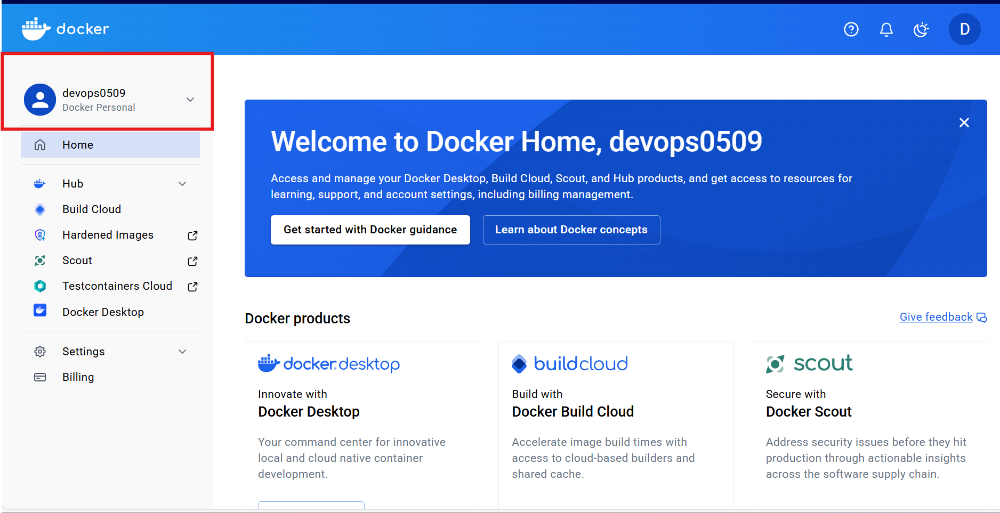 docker
D
devops0509
Docker Personal
Home
Hub
Build Cloud
Hardened Images
Scout
Testcontainers Cloud
Docker Desktop
Settings
Billing
Welcome to Docker Home, devops0509
Access and manage your Docker Desktop, Build Cloud, Scout, and Hub products, and get access to resources for
learning, support, and account settings, including billing management.
Get started with Docker guidance
Learn about Docker concepts
Docker products
Give feedback
docker desktop
Innovate with
Docker Desktop
Your command center for innovative
local and cloud native container
development.
build cloud
Build with
Docker Build Cloud
Accelerate image build times with
access to cloud-based builders and
shared cache.
scout
Secure with
Docker Scout
Address security issues before they hit
production through actionable insights
across the software supply chain.